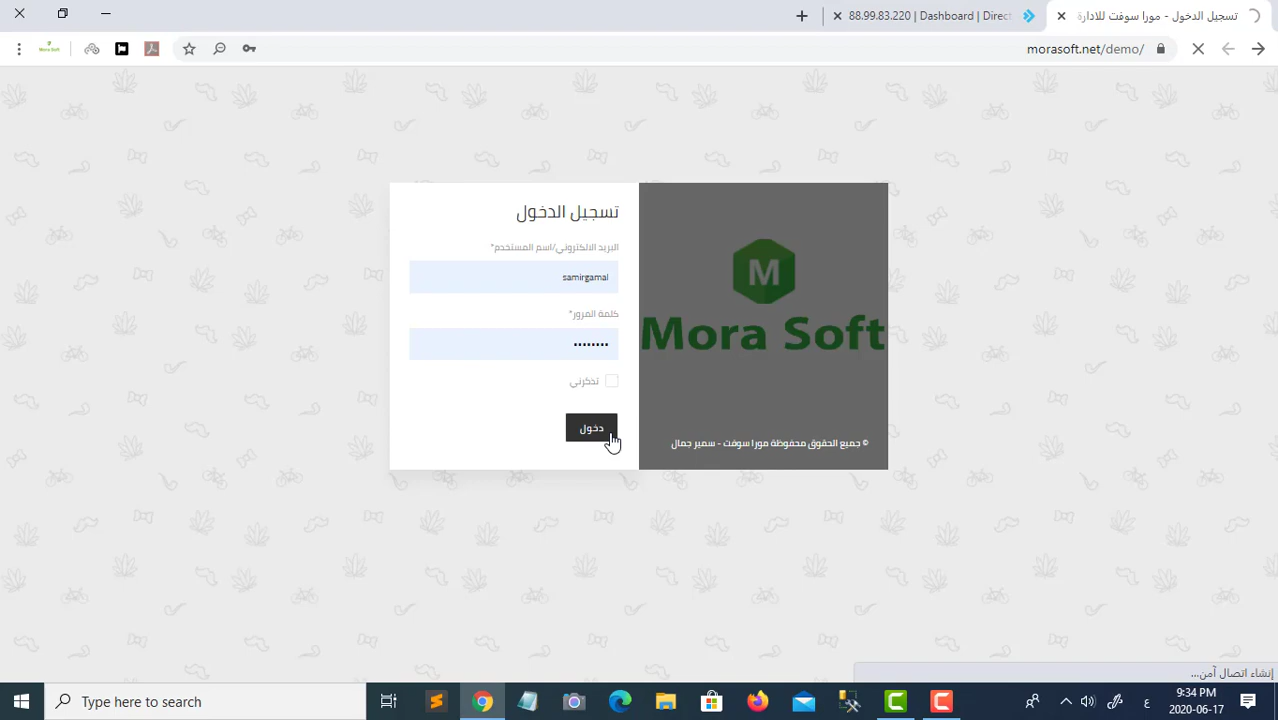 تسجيل الدخول - مورا سوفت للادارة
88.99.83.220 | Dashboard | Direct
morasoft.net/demo/
Mora Soft
تسجيل الدخول
البريد الالكتروني/اسم المستخدم*
samirgamal
كلمة المرور*
••••••••
تذكرني
دخول
M
Mora Soft
© جميع الحقوق محفوظة مورا سوفت - سمير جمال
إنشاء اتصال آمن...
Type here to search
ع
9:34 PM
2020-06-17